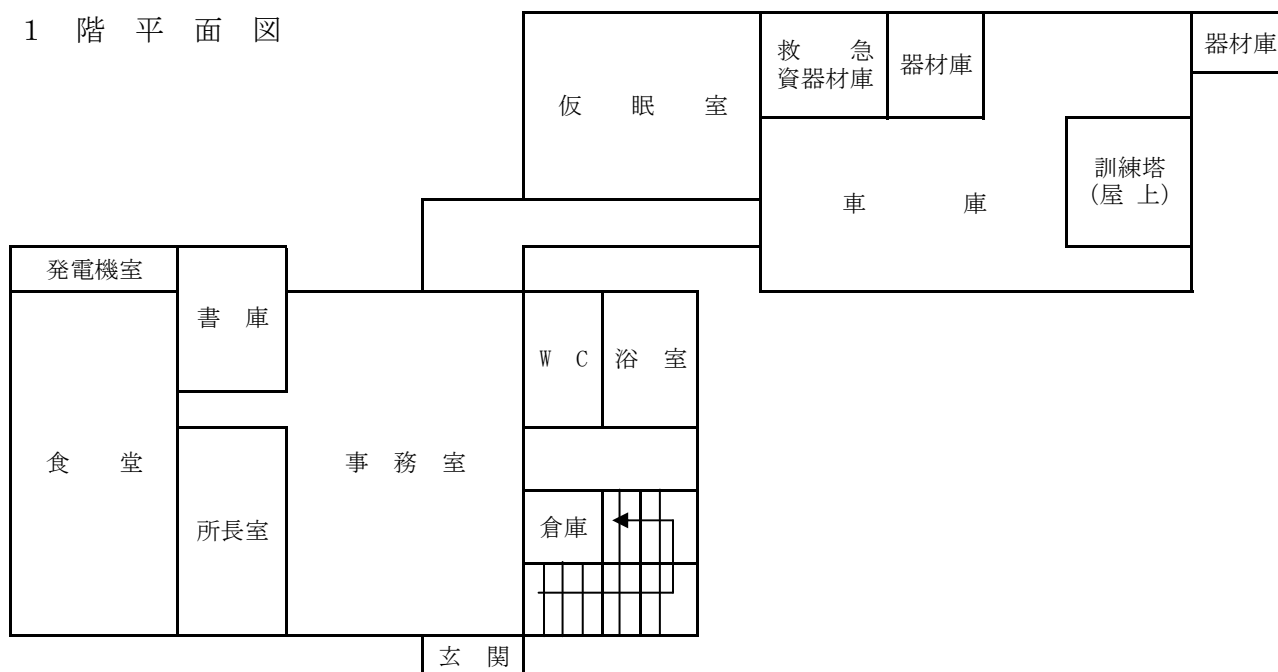 1 階 平 面 図
救 急
資器材庫
器材庫
器材庫
仮 眠 室
訓練塔
(屋 上)
車 庫
発電機室
書 庫
W C
浴 室
食 堂
事 務 室
所長室
倉庫
玄 関